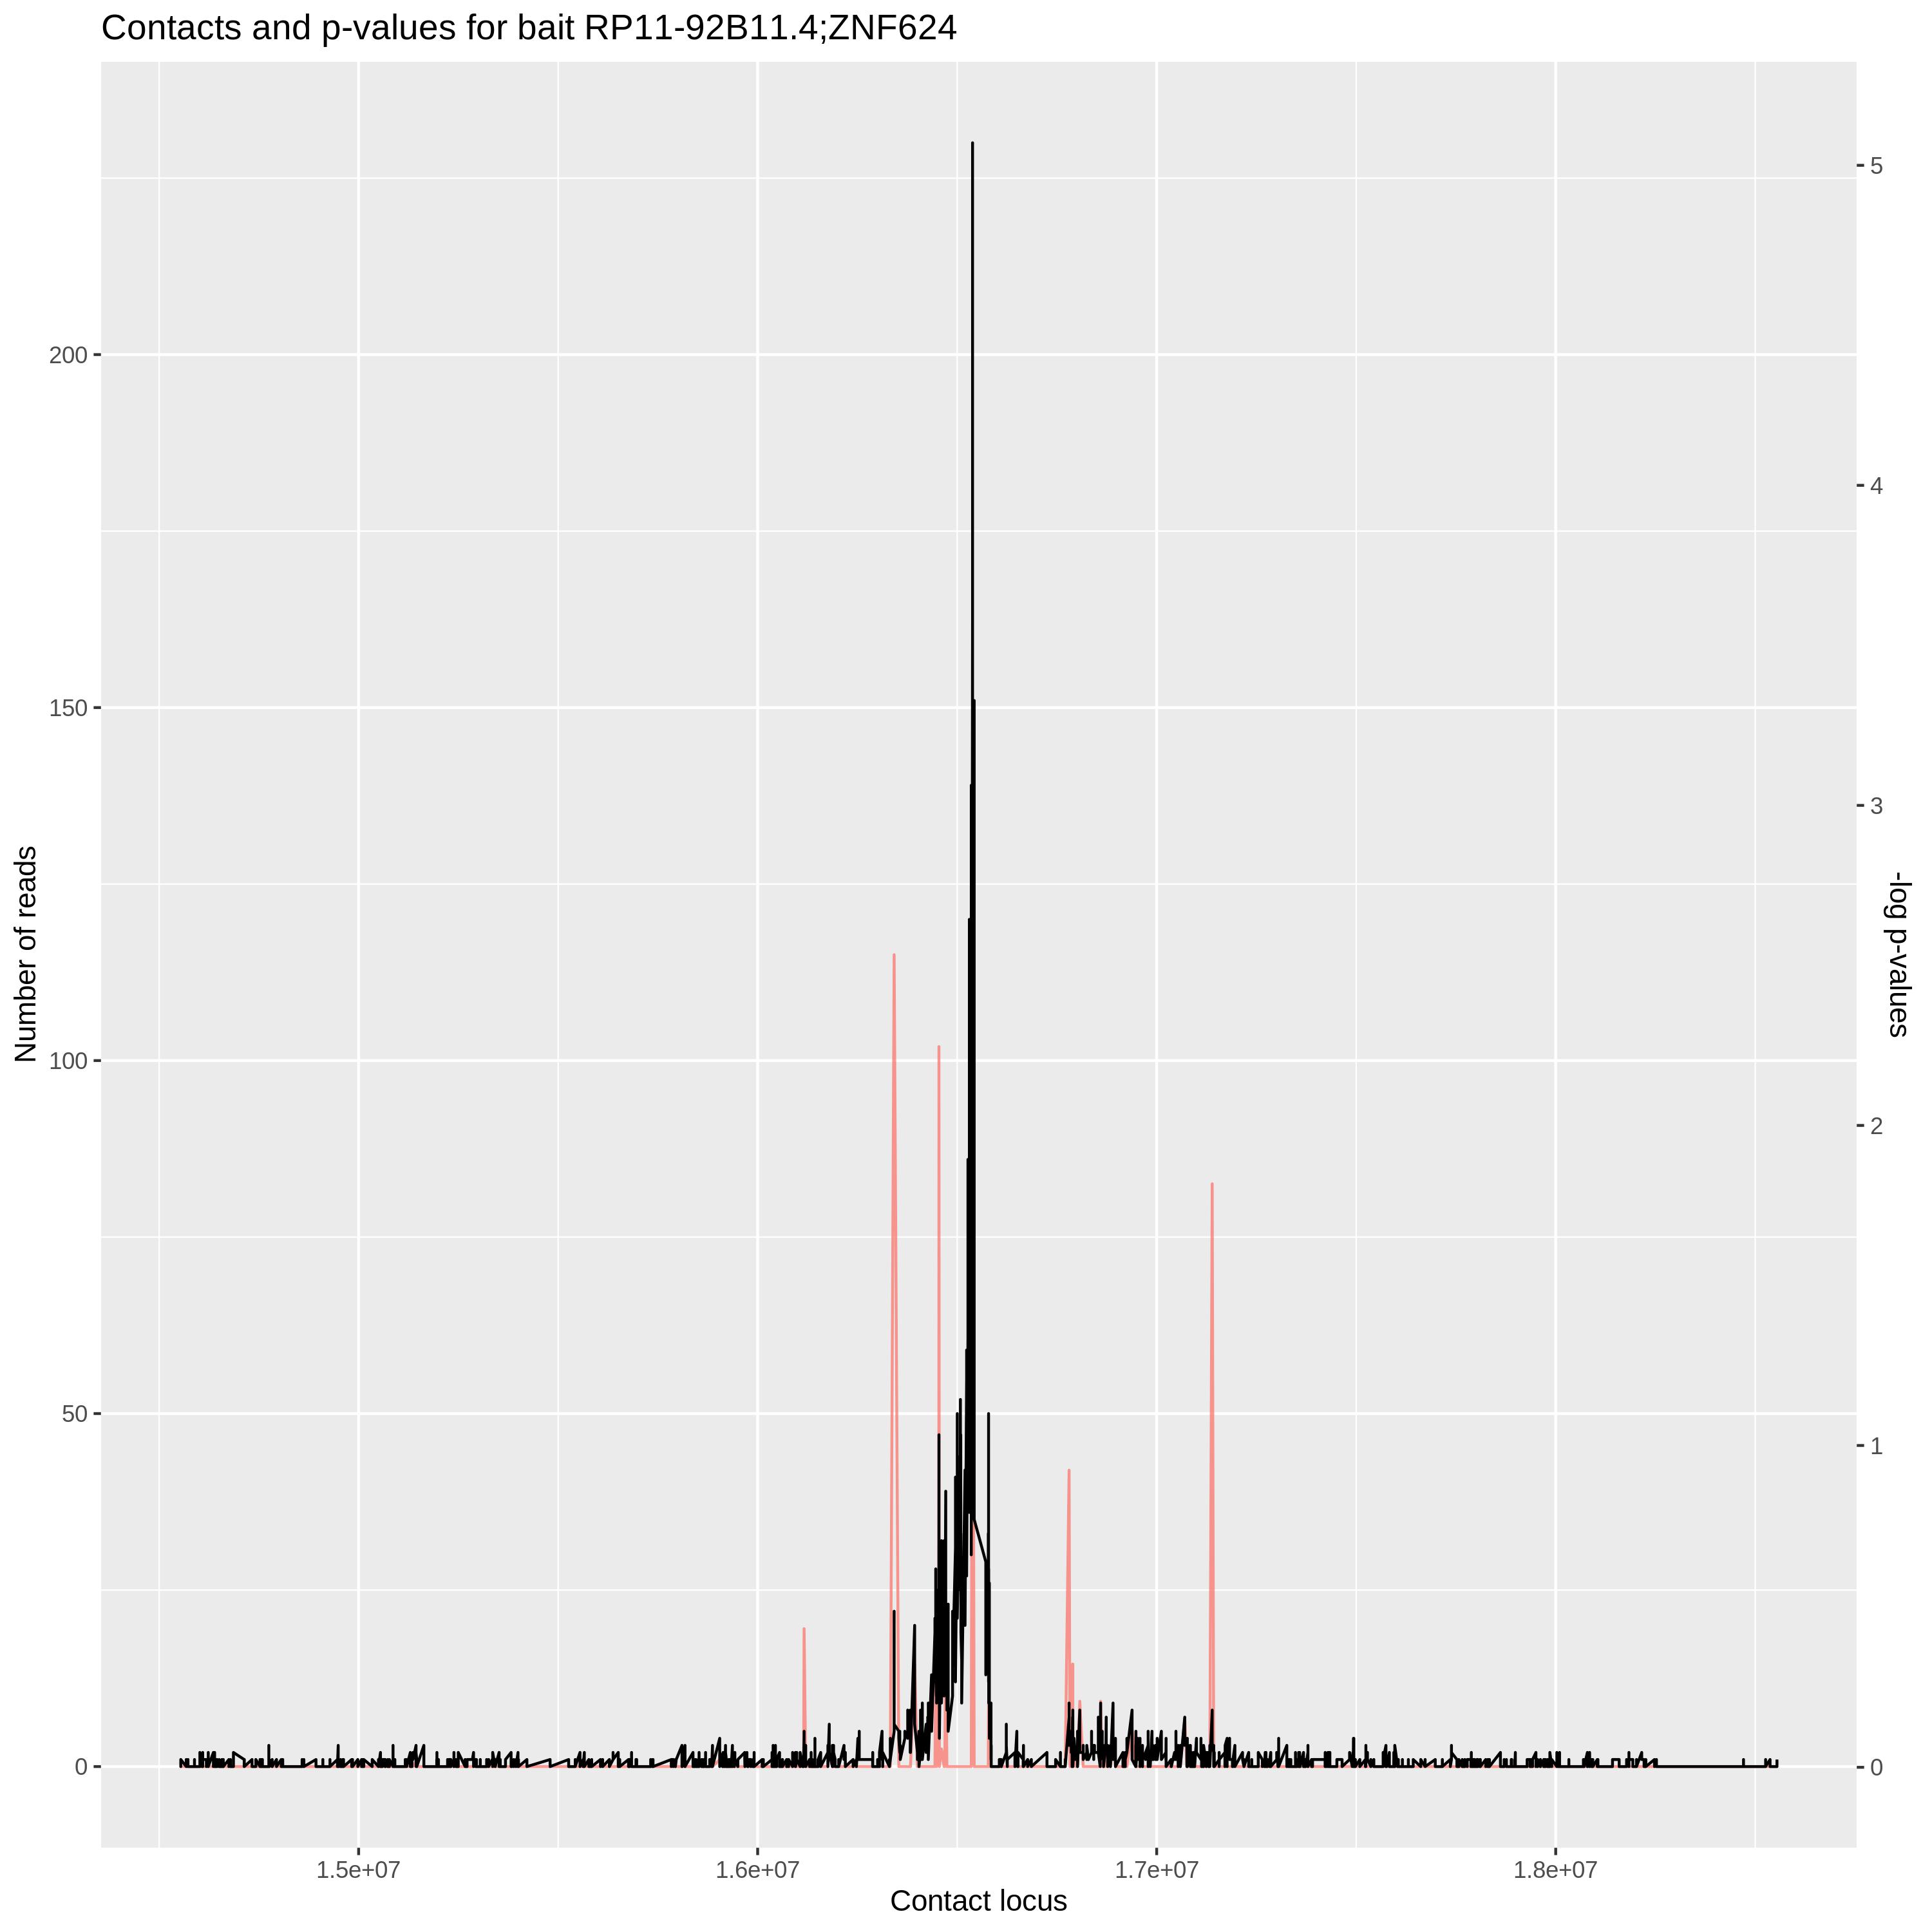 Contacts and p-values for bait RP11-92B11.4;ZNF624
Number of reads
200
150
100
50
0
5
4
3
2
1
0
-log p-values
1.5e+07
1.6e+07
1.7e+07
1.8e+07
Contact locus